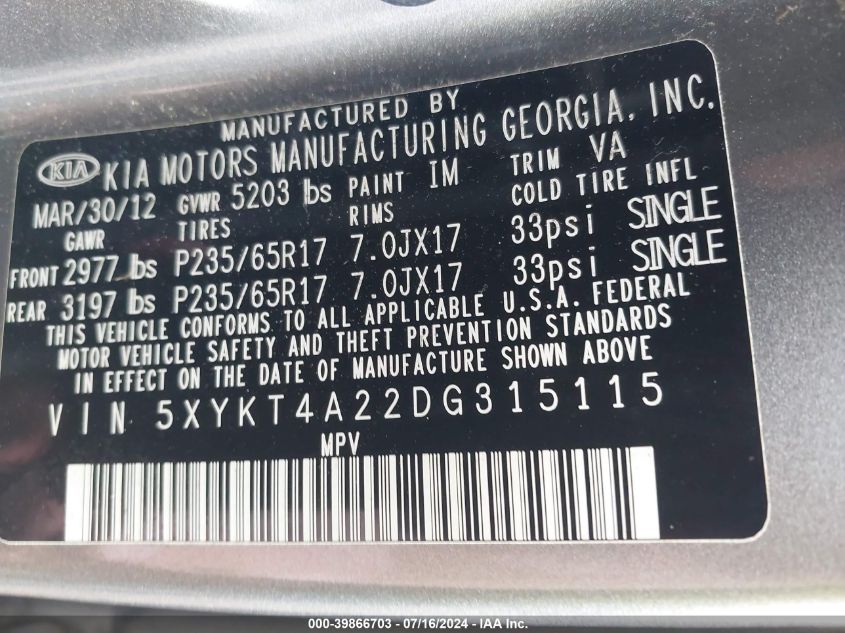 MANUFACTURED BY
KIA KIA MOTORS MANUFACTURING GEORGIA, INC.
MAR/30/12 GVWR 5203 lbs PAINT IM TRIM VA
GAWR TIRES RIMS COLD TIRE INFL
FRONT 2977 lbs P235/65R17 7.0JX17 33psi SINGLE
REAR 3197 lbs P235/65R17 7.0JX17 33psi SINGLE
THIS VEHICLE CONFORMS TO ALL APPLICABLE U.S.A. FEDERAL
MOTOR VEHICLE SAFETY AND THEFT PREVENTION STANDARDS
IN EFFECT ON THE DATE OF MANUFACTURE SHOWN ABOVE
VIN 5XYKT4A22DG315115
MPV
000-39866703 - 07/16/2024 - IAA Inc.